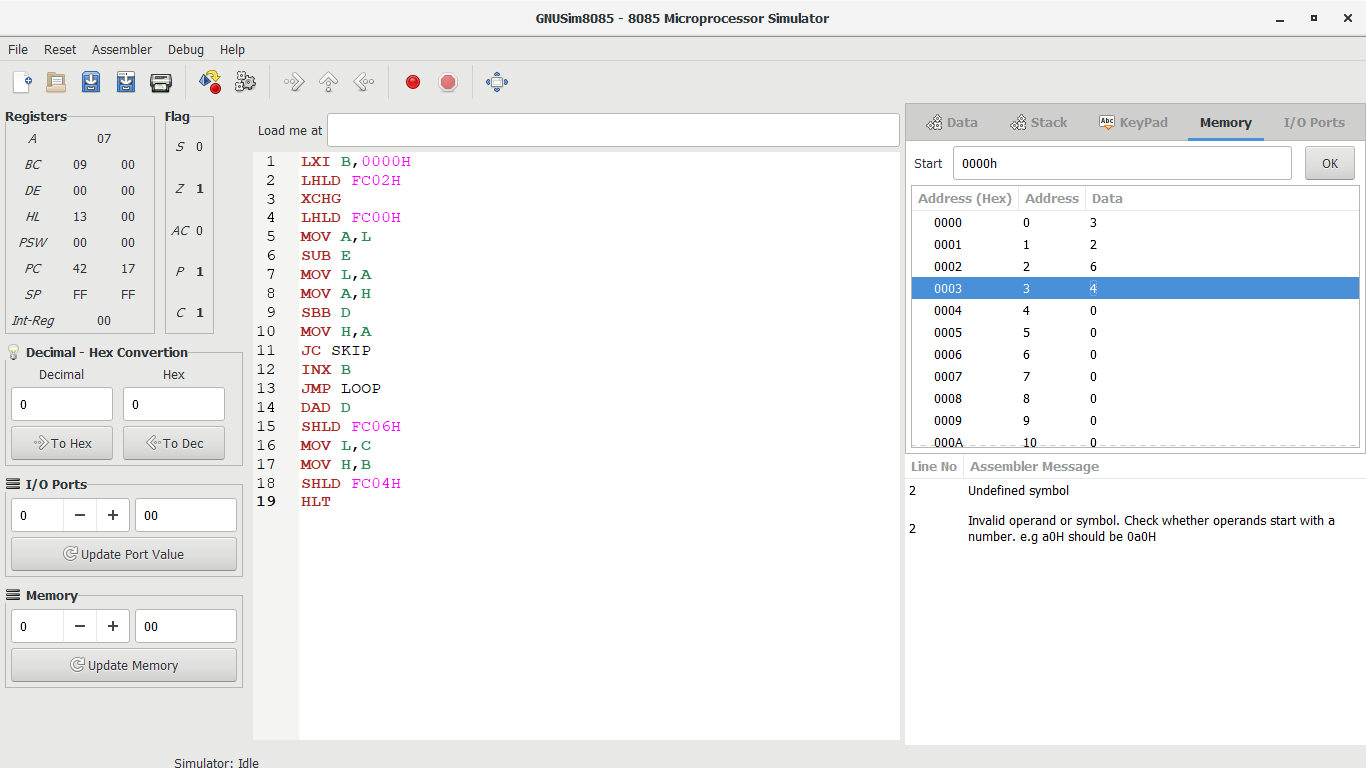 GNUSim8085 - 8085 Microprocessor Simulator
File Reset Assembler Debug Help
Registers
A 07
BC 09 00
DE 00 00
HL 13 00
PSW 00 00
PC 42 17
SP FF FF
Int-Reg 00
Flag
S 0
Z 1
AC 0
P 1
C 1
Decimal - Hex Convertion
Decimal Hex
0 0
To Hex To Dec
I/O Ports
0 − + 00
Update Port Value
Memory
0 − + 00
Update Memory
Load me at
1 LXI B,0000H
2 LHLD FC02H
3 XCHG
4 LHLD FC00H
5 MOV A,L
6 SUB E
7 MOV L,A
8 MOV A,H
9 SBB D
10 MOV H,A
11 JC SKIP
12 INX B
13 JMP LOOP
14 DAD D
15 SHLD FC06H
16 MOV L,C
17 MOV H,B
18 SHLD FC04H
19 HLT
Data Stack Abc KeyPad Memory I/O Ports
Start 0000h OK
Address (Hex) Address Data
0000 0 3
0001 1 2
0002 2 6
0003 3 4
0004 4 0
0005 5 0
0006 6 0
0007 7 0
0008 8 0
0009 9 0
000A 10 0
Line No Assembler Message
2 Undefined symbol
2 Invalid operand or symbol. Check whether operands start with a
number. e.g a0H should be 0a0H
Simulator: Idle